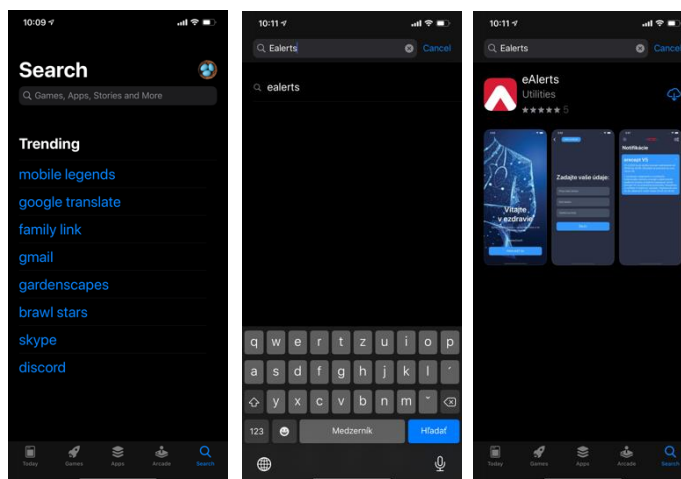 10:09
Search
Games, Apps, Stories and More
Trending
mobile legends
google translate
family link
gmail
gardenscapes
brawl stars
skype
discord
Today Games Apps Arcade Search
10:11
Ealerts Cancel
ealerts
q w e r t z u i o p
a s d f g h j k l ´
y x c v b n m ˇ
123 Medzerník Hľadať
10:11
Ealerts Cancel
eAlerts
Utilities
★★★★★ 5
Vitajte
v ezdravie
Zadajte vaše údaje:
Notifikácie
Today Games Apps Arcade Search